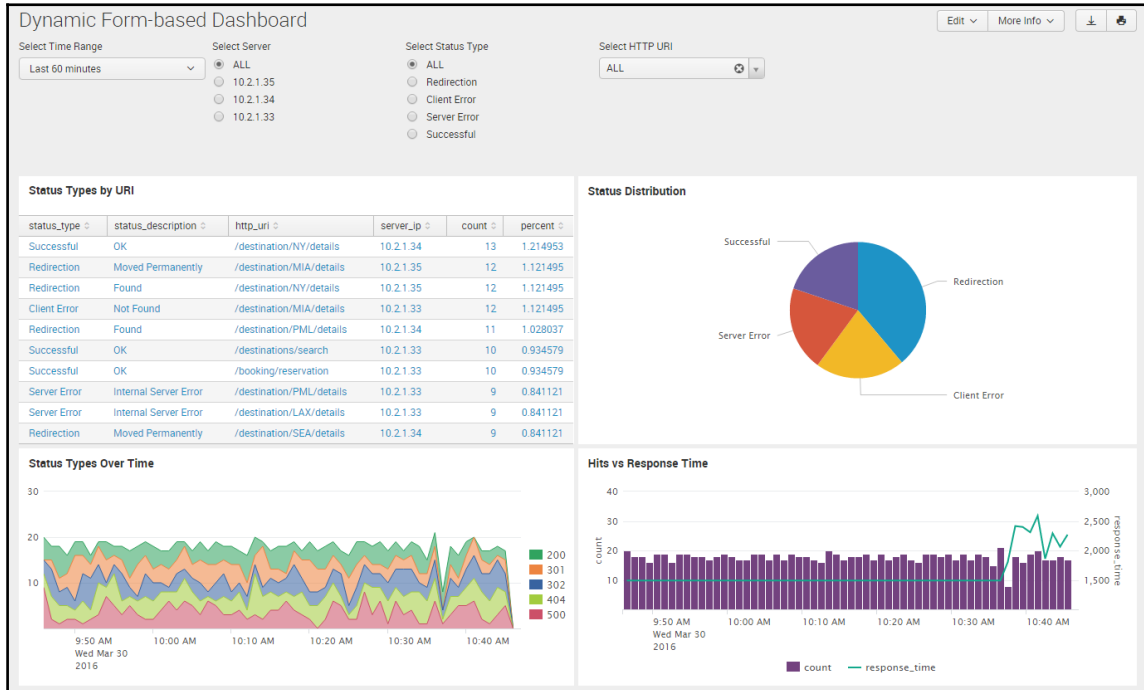 Dynamic Form-based Dashboard
Edit
More Info
Select Time Range
Last 60 minutes
Select Server
ALL
10.2.1.35
10.2.1.34
10.2.1.33
Select Status Type
ALL
Redirection
Client Error
Server Error
Successful
Select HTTP URI
ALL
Status Types by URI
status_type status_description http_uri server_ip count percent
Successful OK /destination/NY/details 10.2.1.34 13 1.214953
Redirection Moved Permanently /destination/MIA/details 10.2.1.35 12 1.121495
Redirection Found /destination/NY/details 10.2.1.35 12 1.121495
Client Error Not Found /destination/MIA/details 10.2.1.33 12 1.121495
Redirection Found /destination/PML/details 10.2.1.34 11 1.028037
Successful OK /destinations/search 10.2.1.33 10 0.934579
Successful OK /booking/reservation 10.2.1.33 10 0.934579
Server Error Internal Server Error /destination/PML/details 10.2.1.33 9 0.841121
Server Error Internal Server Error /destination/LAX/details 10.2.1.33 9 0.841121
Redirection Moved Permanently /destination/SEA/details 10.2.1.34 9 0.841121
Status Distribution
Successful
Redirection
Server Error
Client Error
Status Types Over Time
30
20
10
200
301
302
404
500
9:50 AM 10:00 AM 10:10 AM 10:20 AM 10:30 AM 10:40 AM
Wed Mar 30
2016
Hits vs Response Time
40 3,000
30 2,500
20 2,000
10 1,500
count
response_time
9:50 AM 10:00 AM 10:10 AM 10:20 AM 10:30 AM 10:40 AM
Wed Mar 30
2016
count response_time